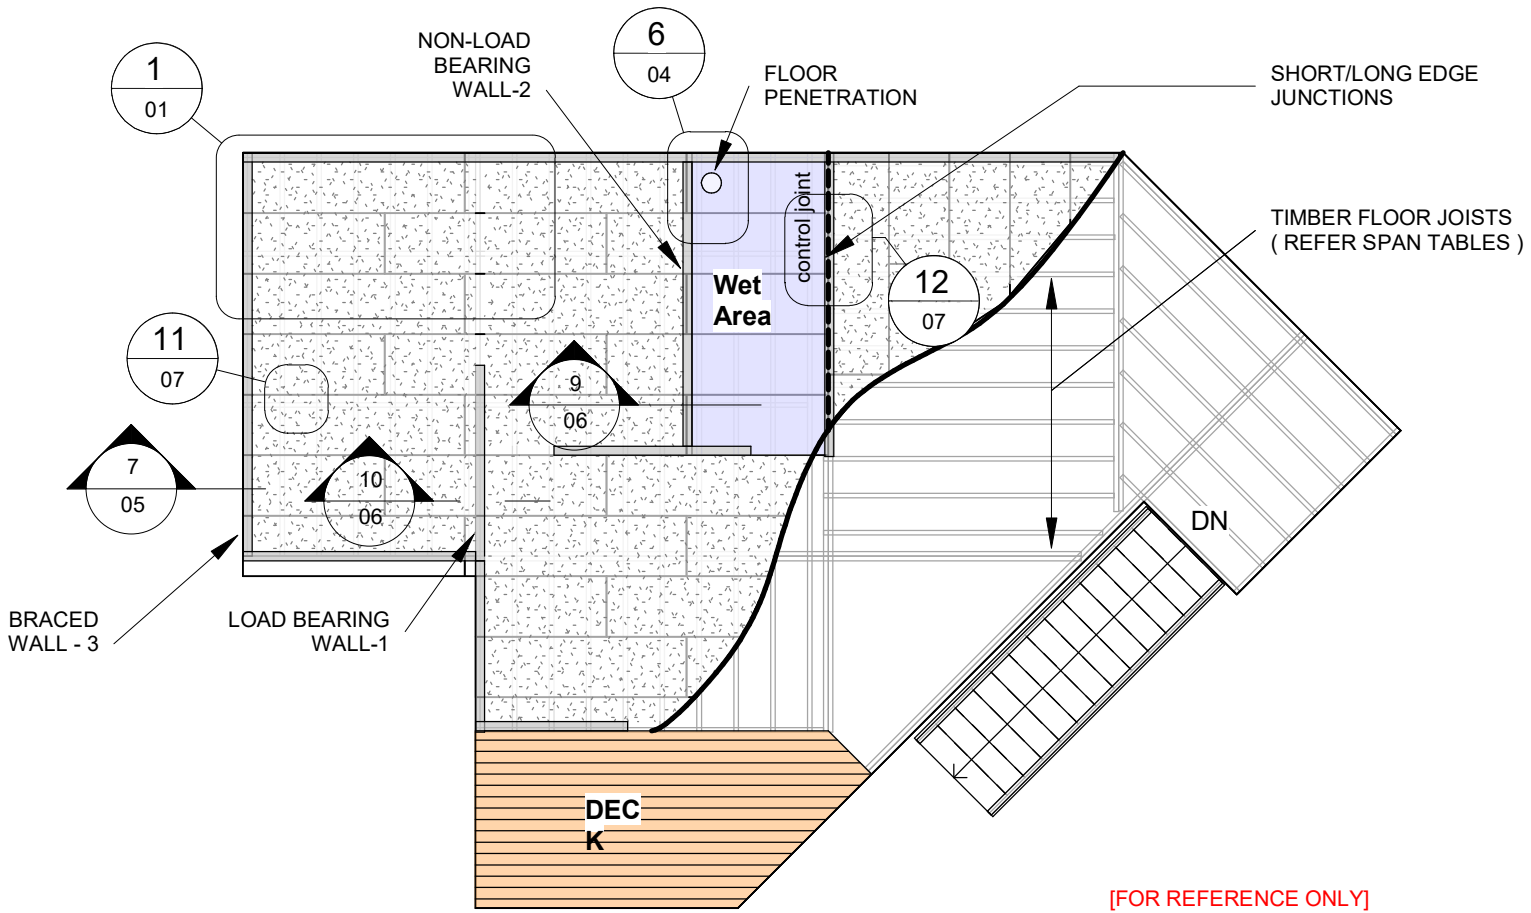 1
01
NON-LOAD
BEARING
WALL-2
6
04
FLOOR
PENETRATION
SHORT/LONG EDGE
JUNCTIONS
control joint
TIMBER FLOOR JOISTS
( REFER SPAN TABLES )
Wet
Area
12
07
11
07
9
06
7
05
10
06
DN
BRACED
WALL - 3
LOAD BEARING
WALL-1
DEC
K
[FOR REFERENCE ONLY]